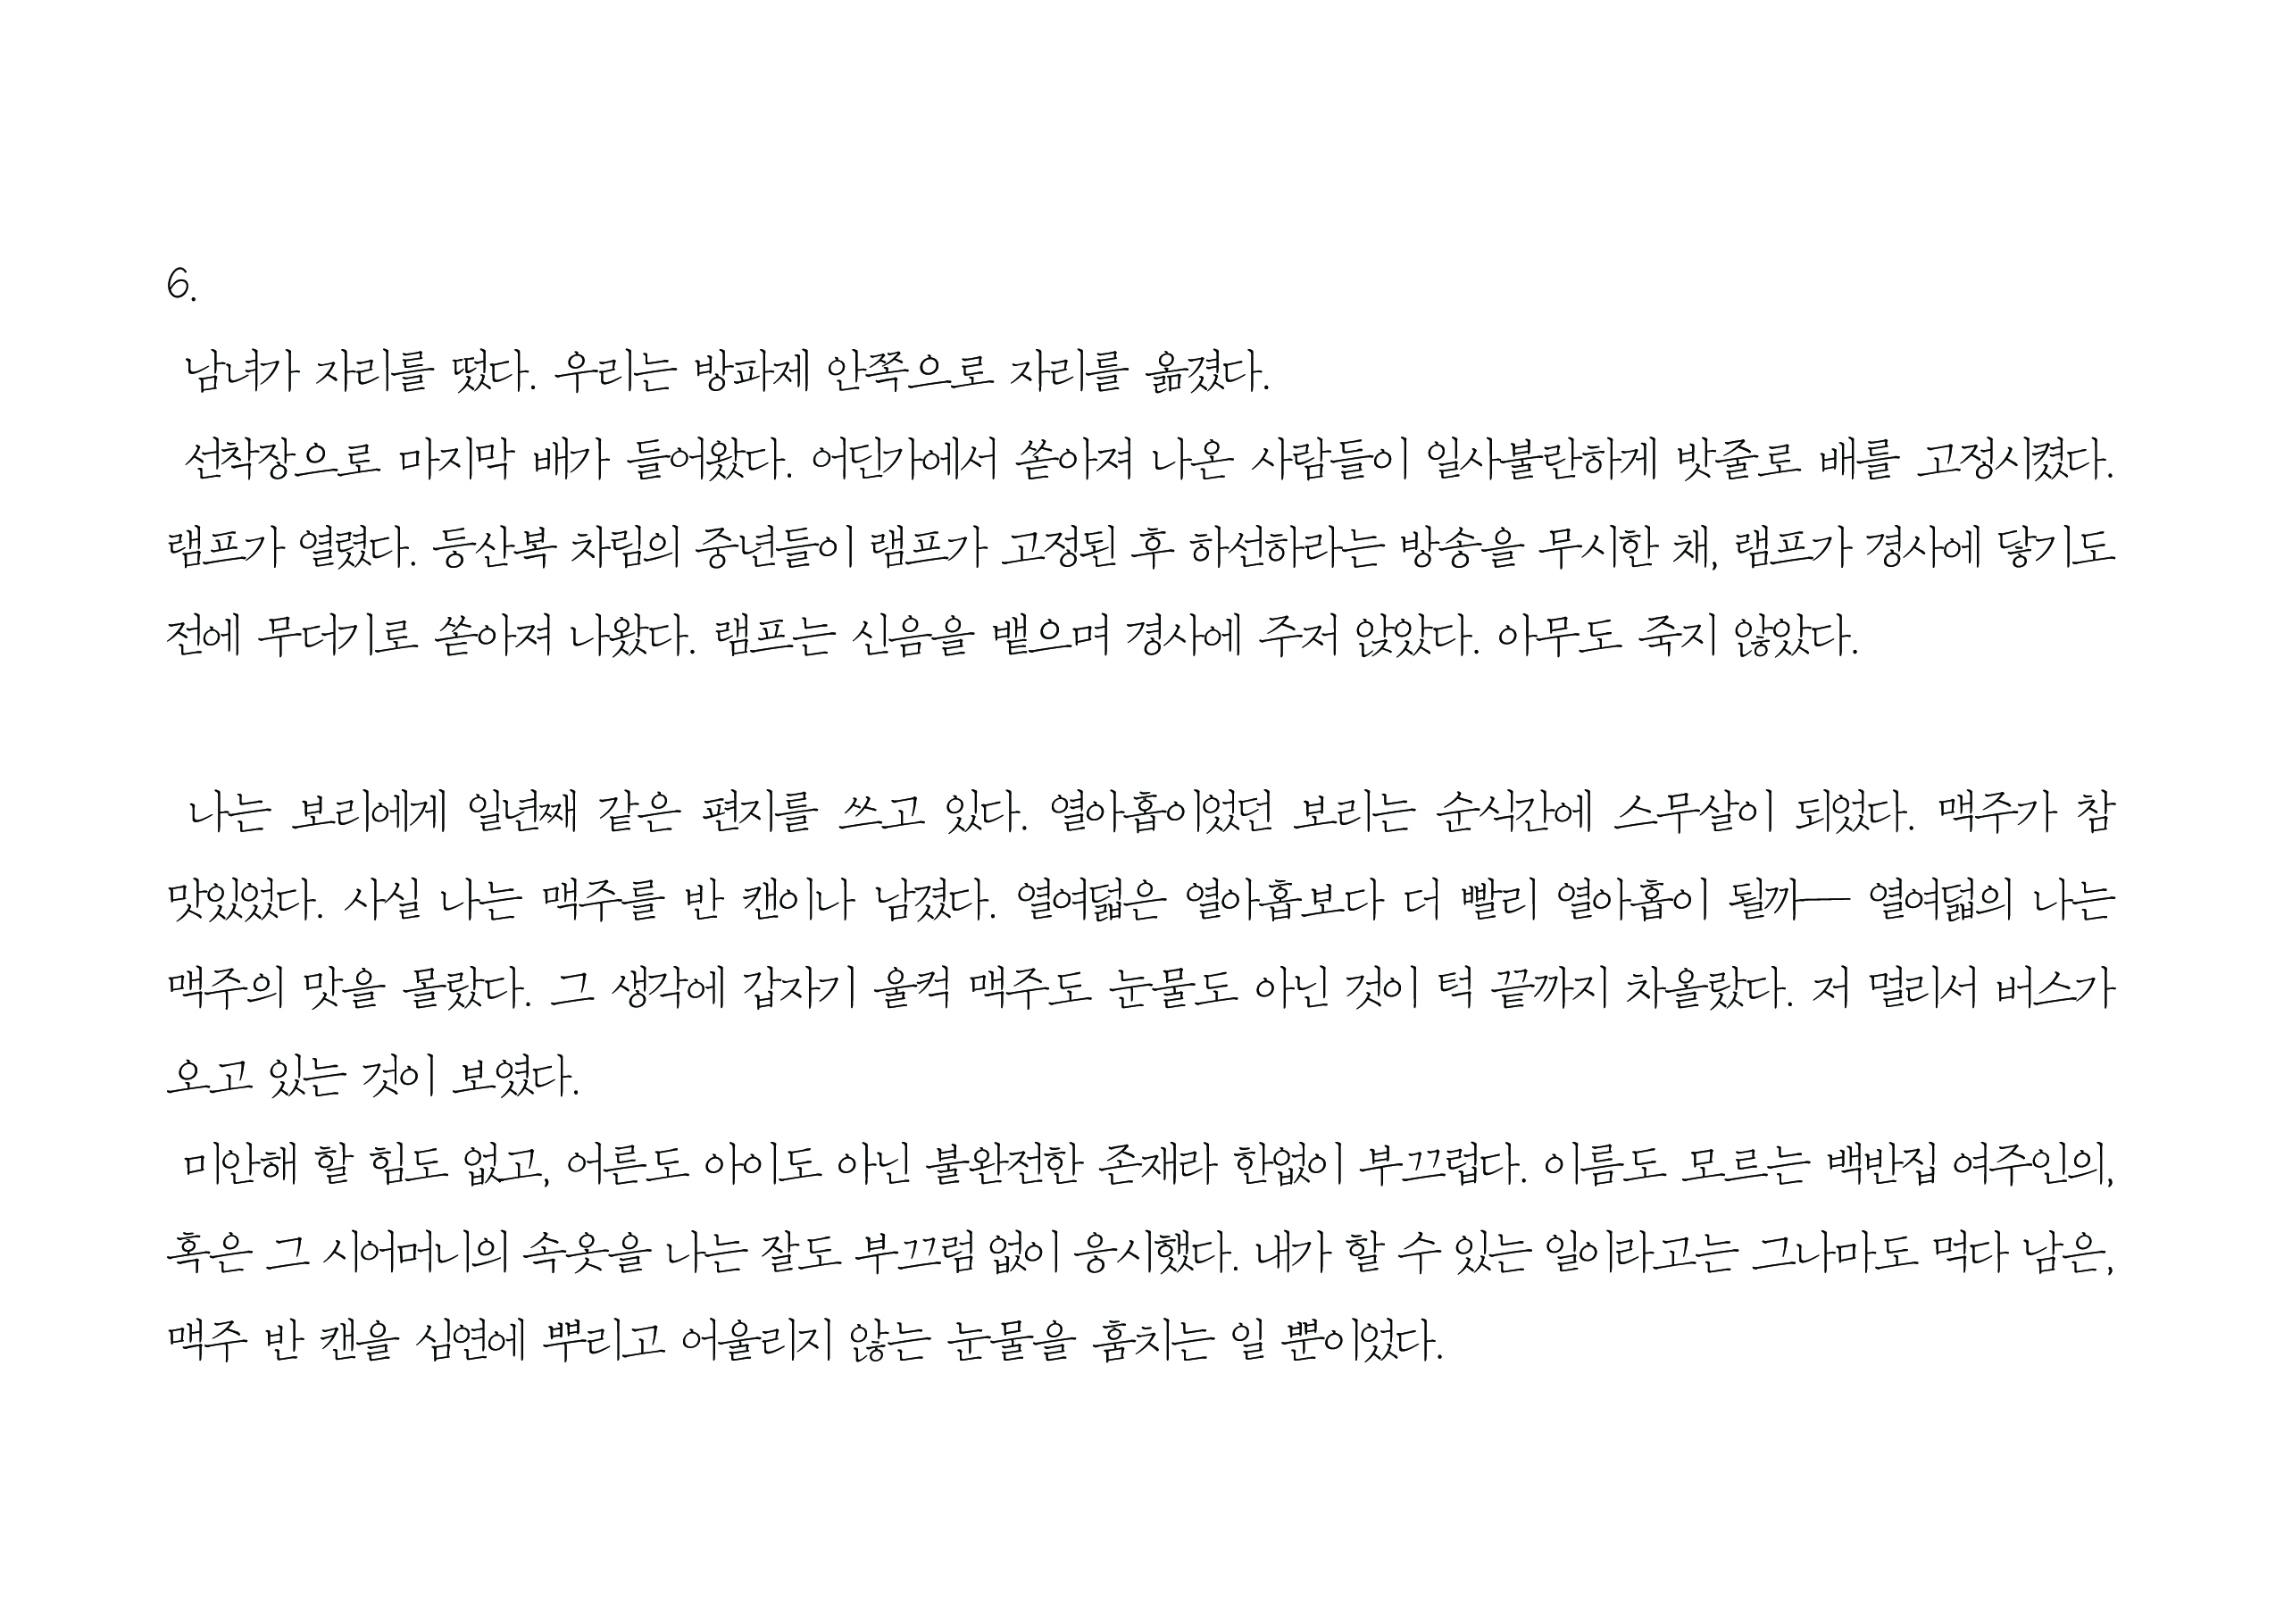 6.
남녀가 자리를 떴다. 우리는 방파제 안쪽으로 자리를 옮겼다.
선착장으로 마지막 배가 들어왔다. 어딘가에서 쏟아져 나온 사람들이 일사불란하게 밧줄로 배를 고정시켰다.
램프가 열렸다. 등산복 차림의 중년들이 램프가 고정된 후 하선하라는 방송을 무시한 채, 램프가 경사에 닿기도
전에 무더기로 쏟아져 나왔다. 램프는 신음을 뱉으며 경사에 주저 앉았다. 아무도 죽지 않았다.
나는 보리에게 일년째 같은 편지를 쓰고 있다. 열아홉이었던 보리는 순식간에 스무살이 되었다. 맥주가 참
맛있었다. 사실 나는 맥주를 반 캔이나 남겼다. 열여덟은 열아홉보다 더 빨리 열아홉이 될까── 열여덟의 나는
맥주의 맛을 몰랐다. 그 생각에 갑자기 울컥 맥주도 눈물도 아닌 것이 턱 끝까지 차올랐다. 저 멀리서 버스가
오고 있는 것이 보였다.
미안해 할 힘도 없고, 어른도 아이도 아닌 불완전한 존재라 한없이 부끄럽다. 이름도 모르는 백반집 여주인의,
혹은 그 시어머니의 속옷을 나는 잘도 부끄럼 없이 응시했다. 내가 할 수 있는 일이라고는 그나마도 먹다 남은,
맥주 반 캔을 심연에 뿌리고 어울리지 않는 눈물을 훔치는 일 뿐이었다.